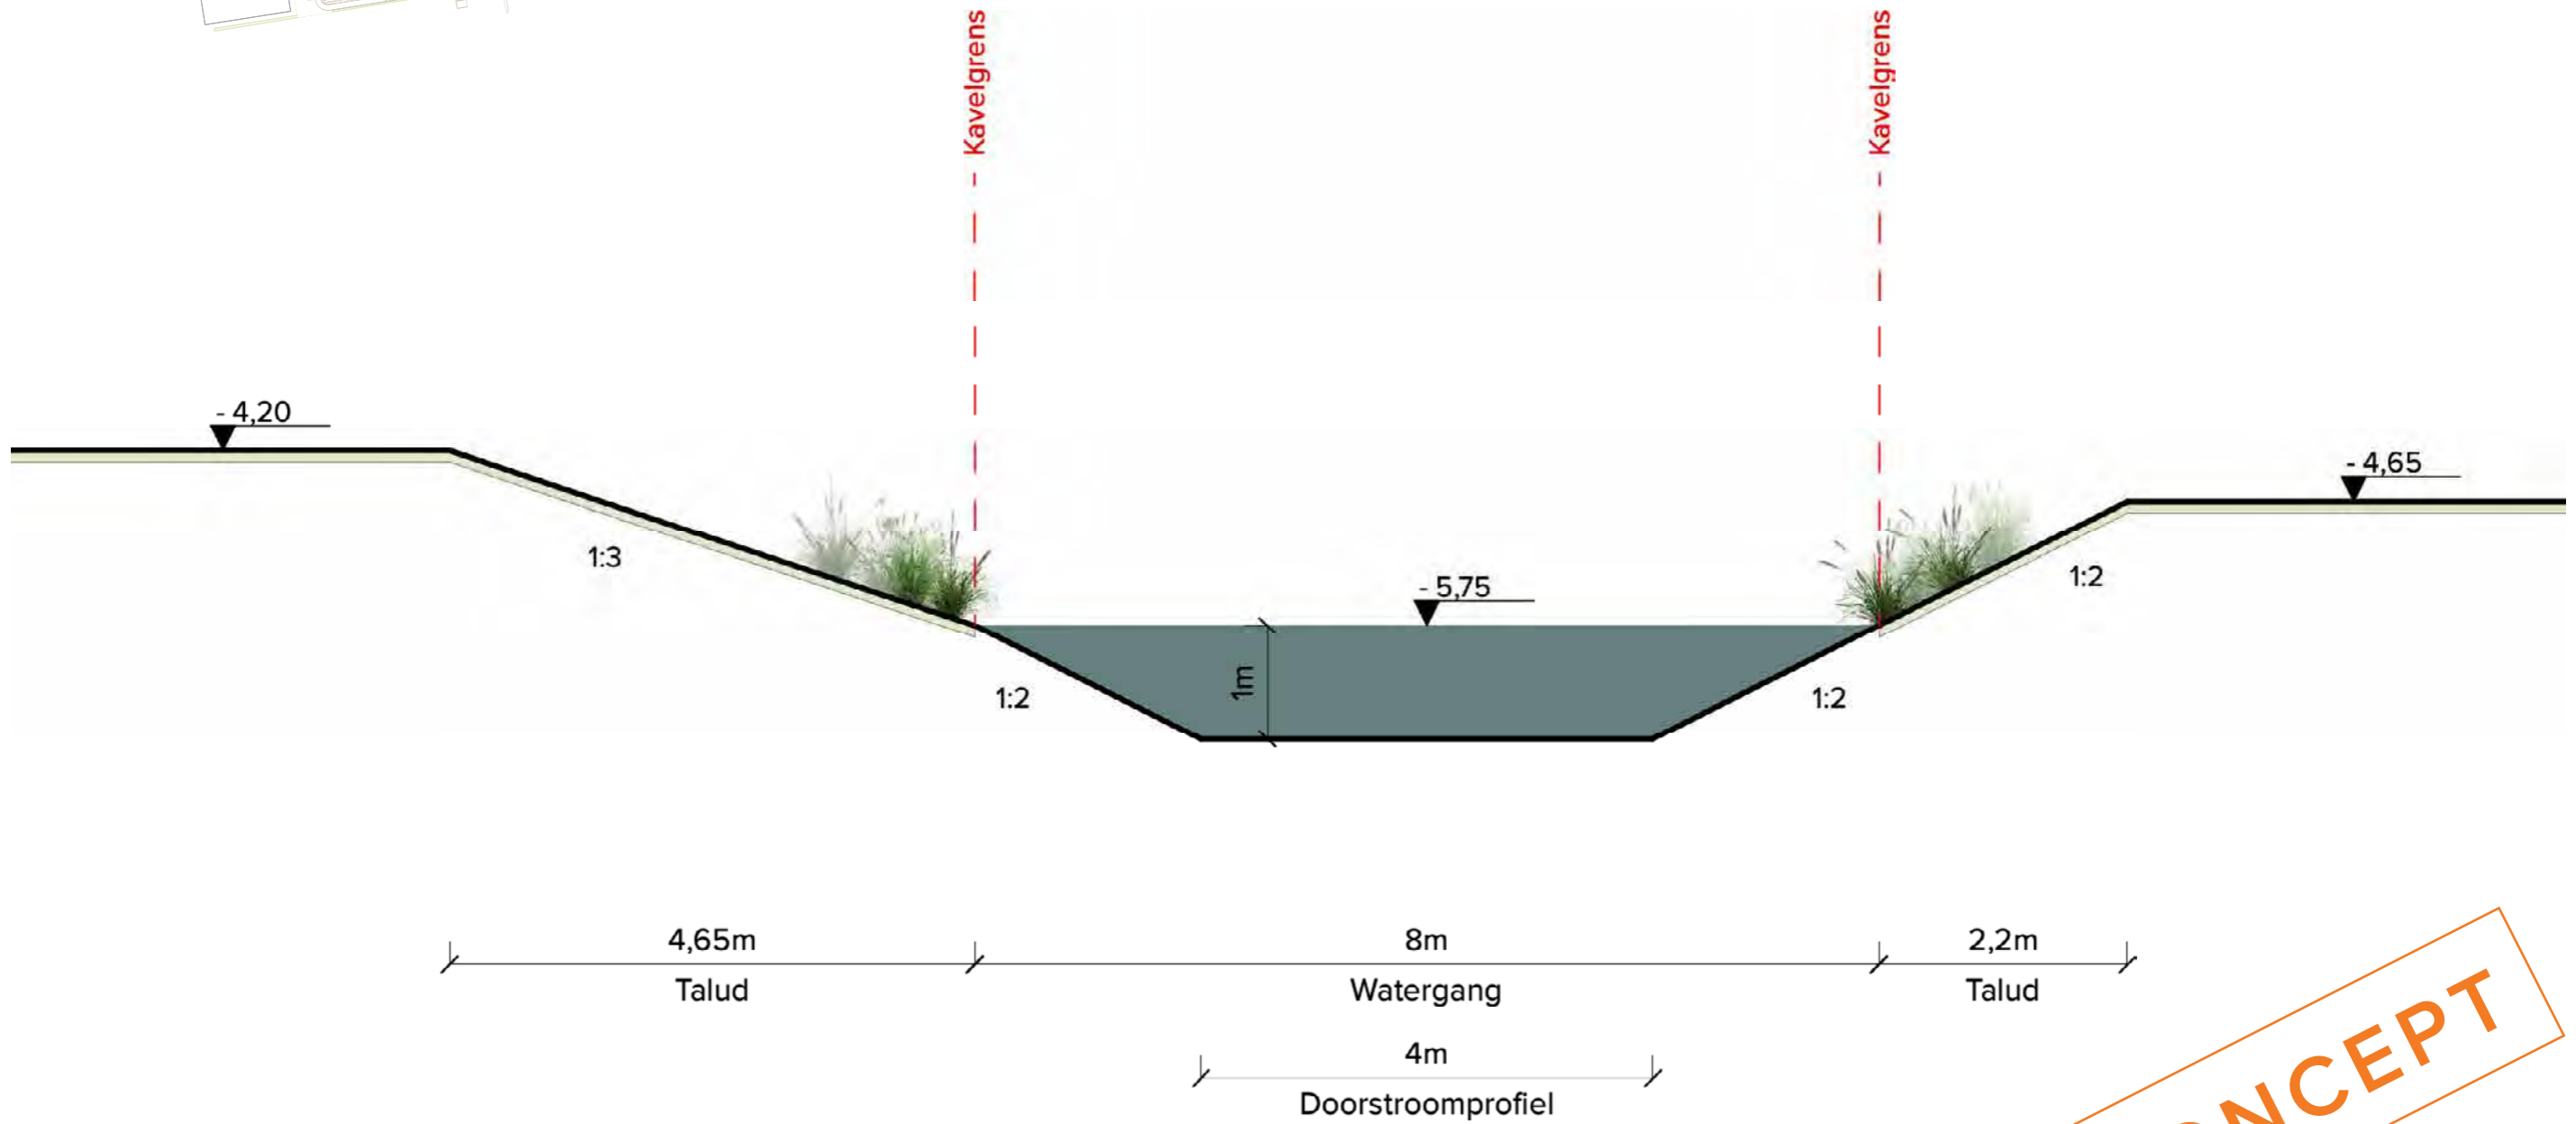 Kavelgrens
Kavelgrens
- 4,20
- 4,65
1:3
- 5,75
1:2
1m
1:2
1:2
4,65m
8m
2,2m
Talud
Watergang
Talud
4m
Doorstroomprofiel